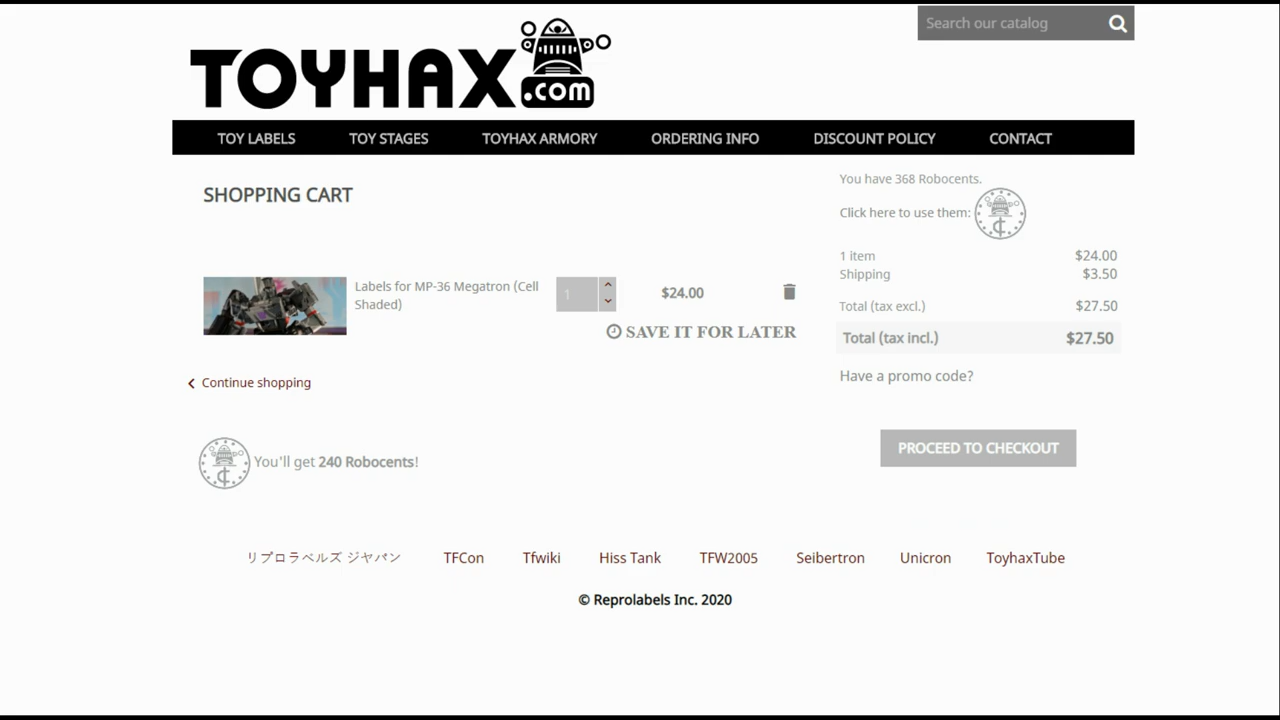 Search our catalog
TOYHAX
.com
TOY LABELS TOY STAGES TOYHAX ARMORY ORDERING INFO DISCOUNT POLICY CONTACT
SHOPPING CART
Labels for MP-36 Megatron (Cell
Shaded)
1
$24.00
SAVE IT FOR LATER
Continue shopping
You'll get 240 Robocents!
You have 368 Robocents.
Click here to use them:
1 item $24.00
Shipping $3.50
Total (tax excl.) $27.50
Total (tax incl.) $27.50
Have a promo code?
PROCEED TO CHECKOUT
リプロラベルズ ジャパン TFCon Tfwiki Hiss Tank TFW2005 Seibertron Unicron ToyhaxTube
© Reprolabels Inc. 2020